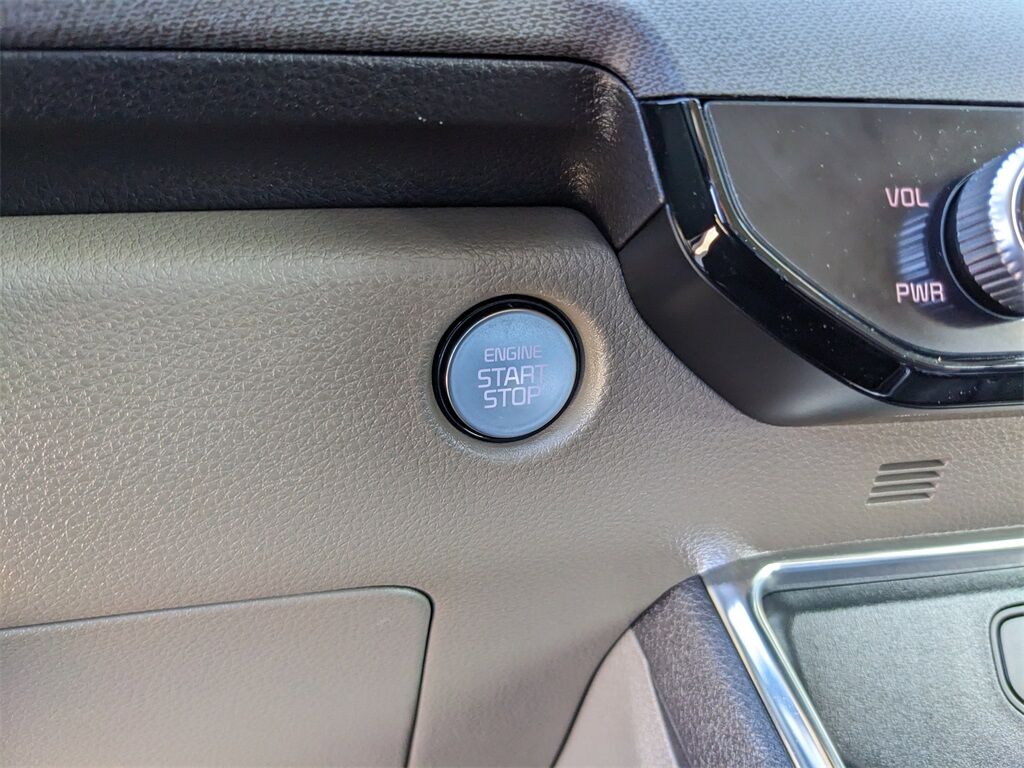 VOL
PWR
ENGINE
START
STOP